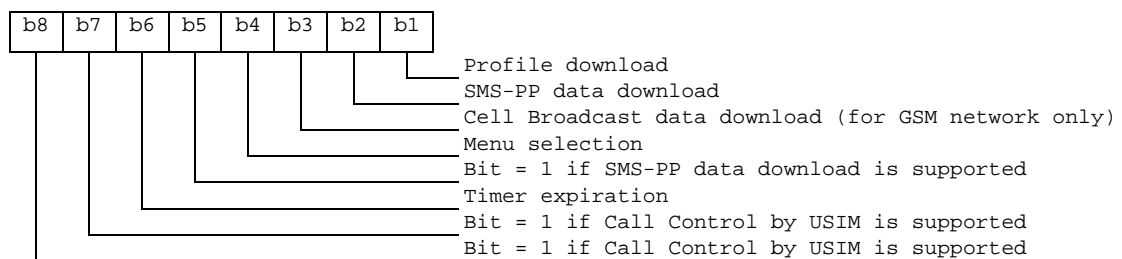 b8 b7 b6 b5 b4 b3 b2 b1
Profile download
SMS-PP data download
Cell Broadcast data download (for GSM network only)
Menu selection
Bit = 1 if SMS-PP data download is supported
Timer expiration
Bit = 1 if Call Control by USIM is supported
Bit = 1 if Call Control by USIM is supported